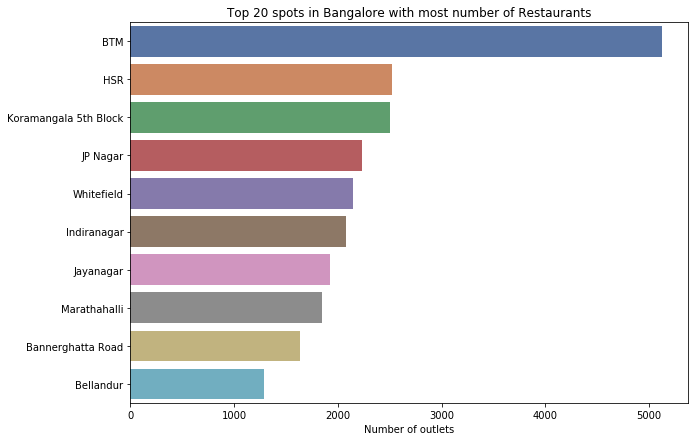 Top 20 spots in Bangalore with most number of Restaurants
BTM
HSR
Koramangala 5th Block
JP Nagar
Whitefield
Indiranagar
Jayanagar
Marathahalli
Bannerghatta Road
Bellandur
0 1000 2000 3000 4000 5000
Number of outlets